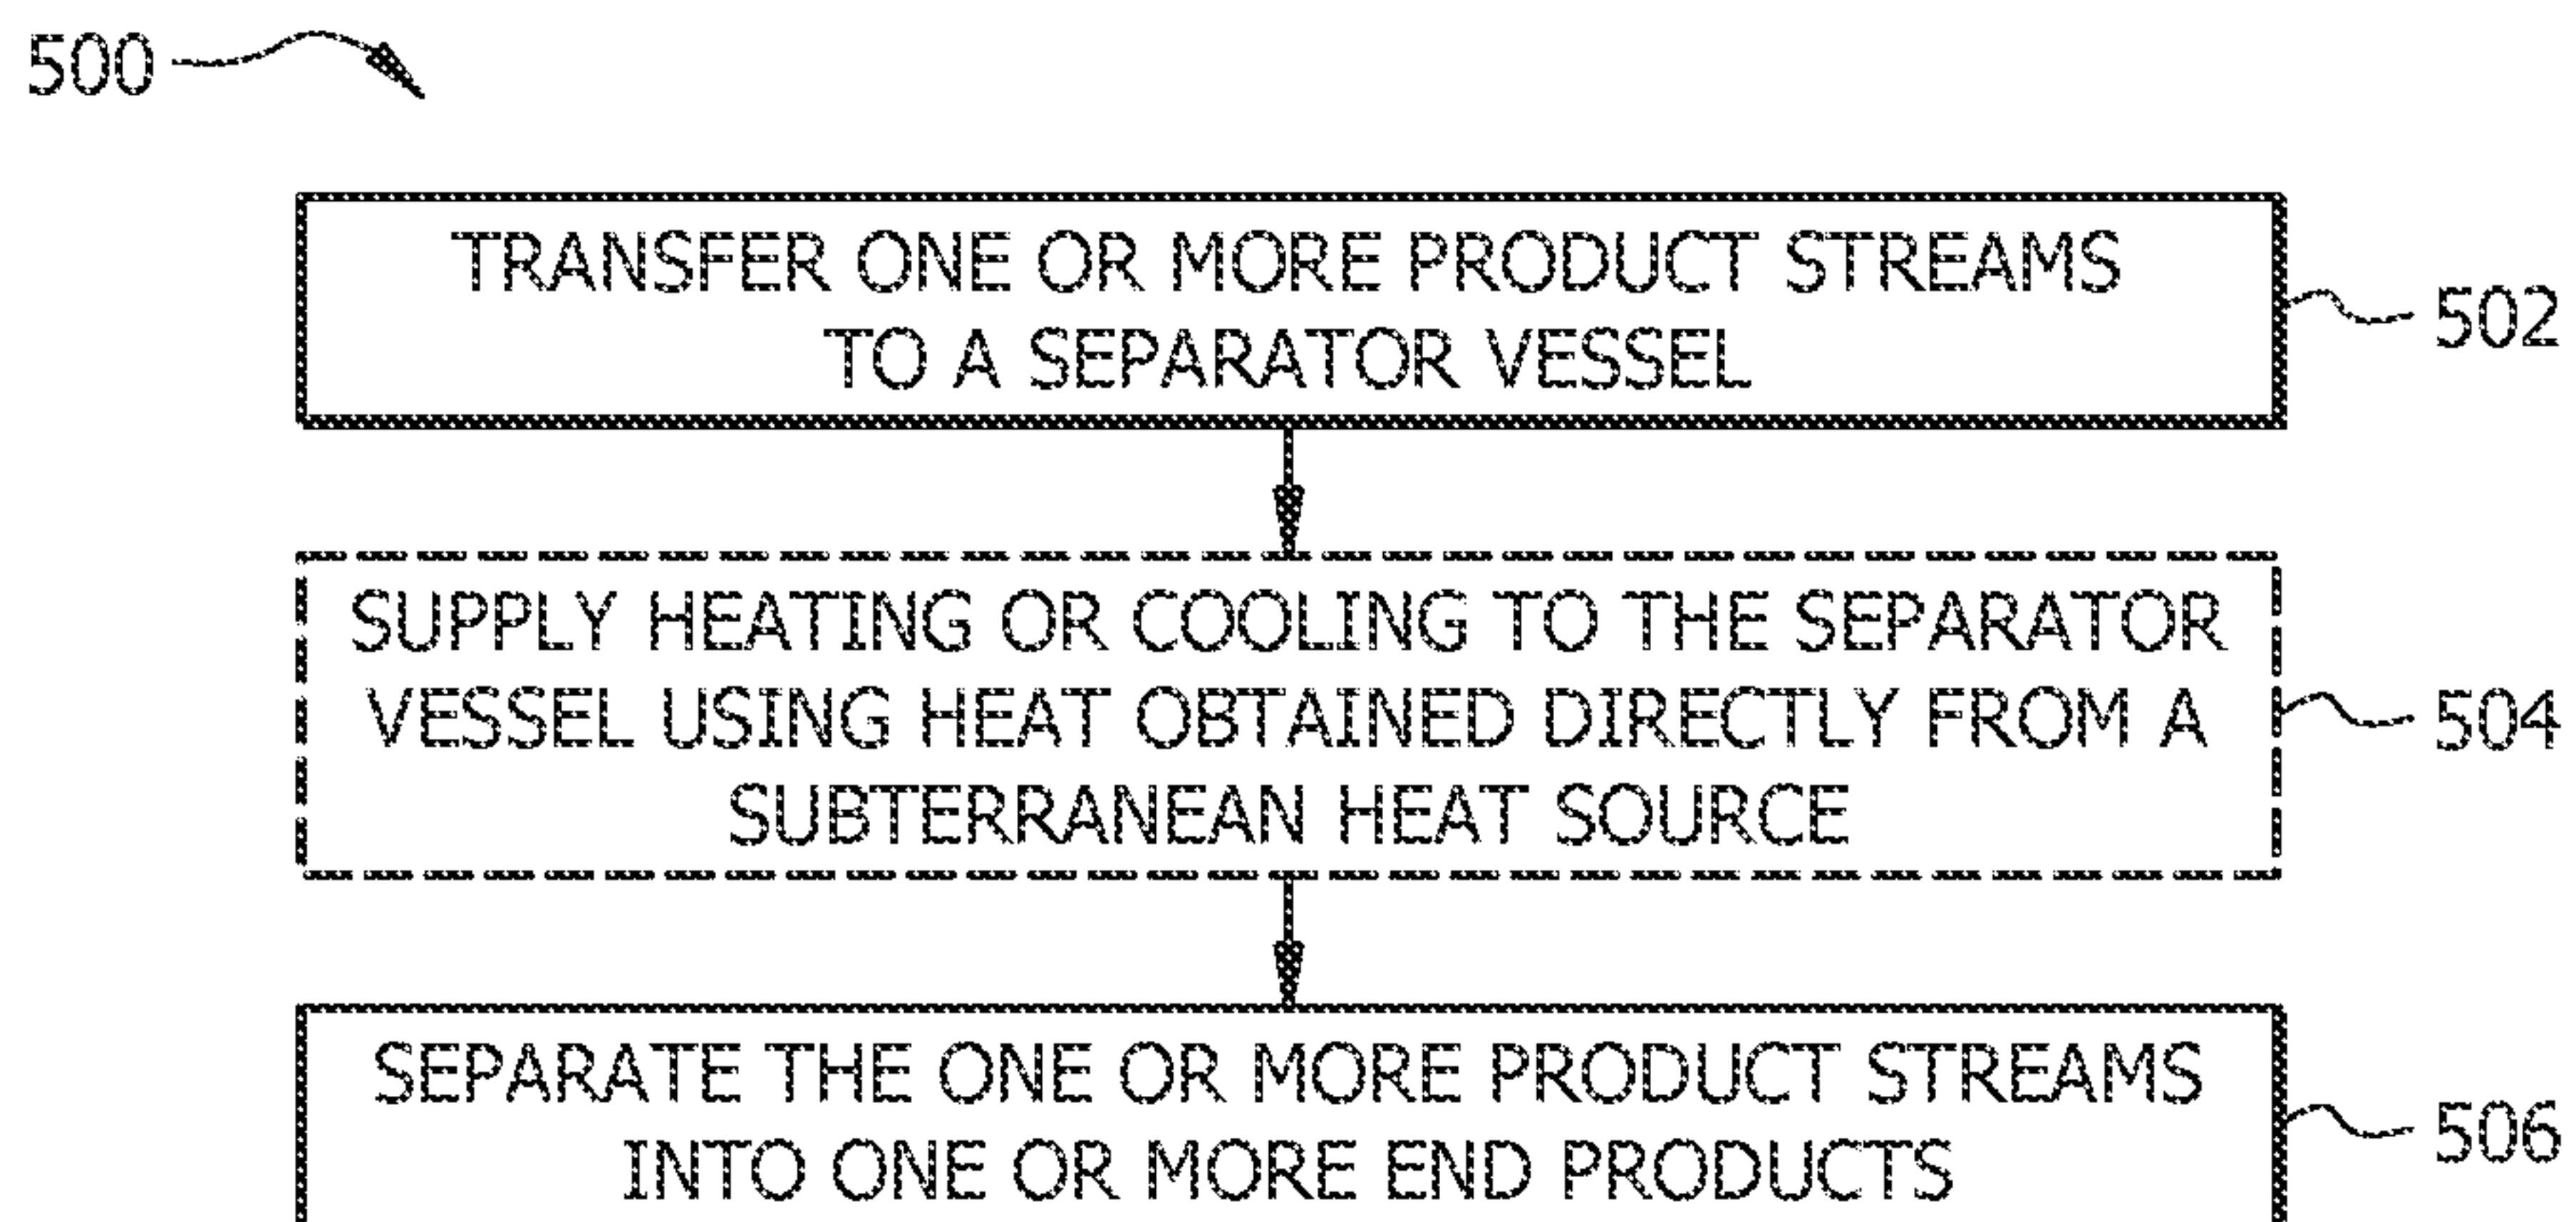 500
TRANSFER ONE OR MORE PRODUCT STREAMS
TO A SEPARATOR VESSEL
502
SUPPLY HEATING OR COOLING TO THE SEPARATOR
VESSEL USING HEAT OBTAINED DIRECTLY FROM A
SUBTERRANEAN HEAT SOURCE
504
SEPARATE THE ONE OR MORE PRODUCT STREAMS
INTO ONE OR MORE END PRODUCTS
506